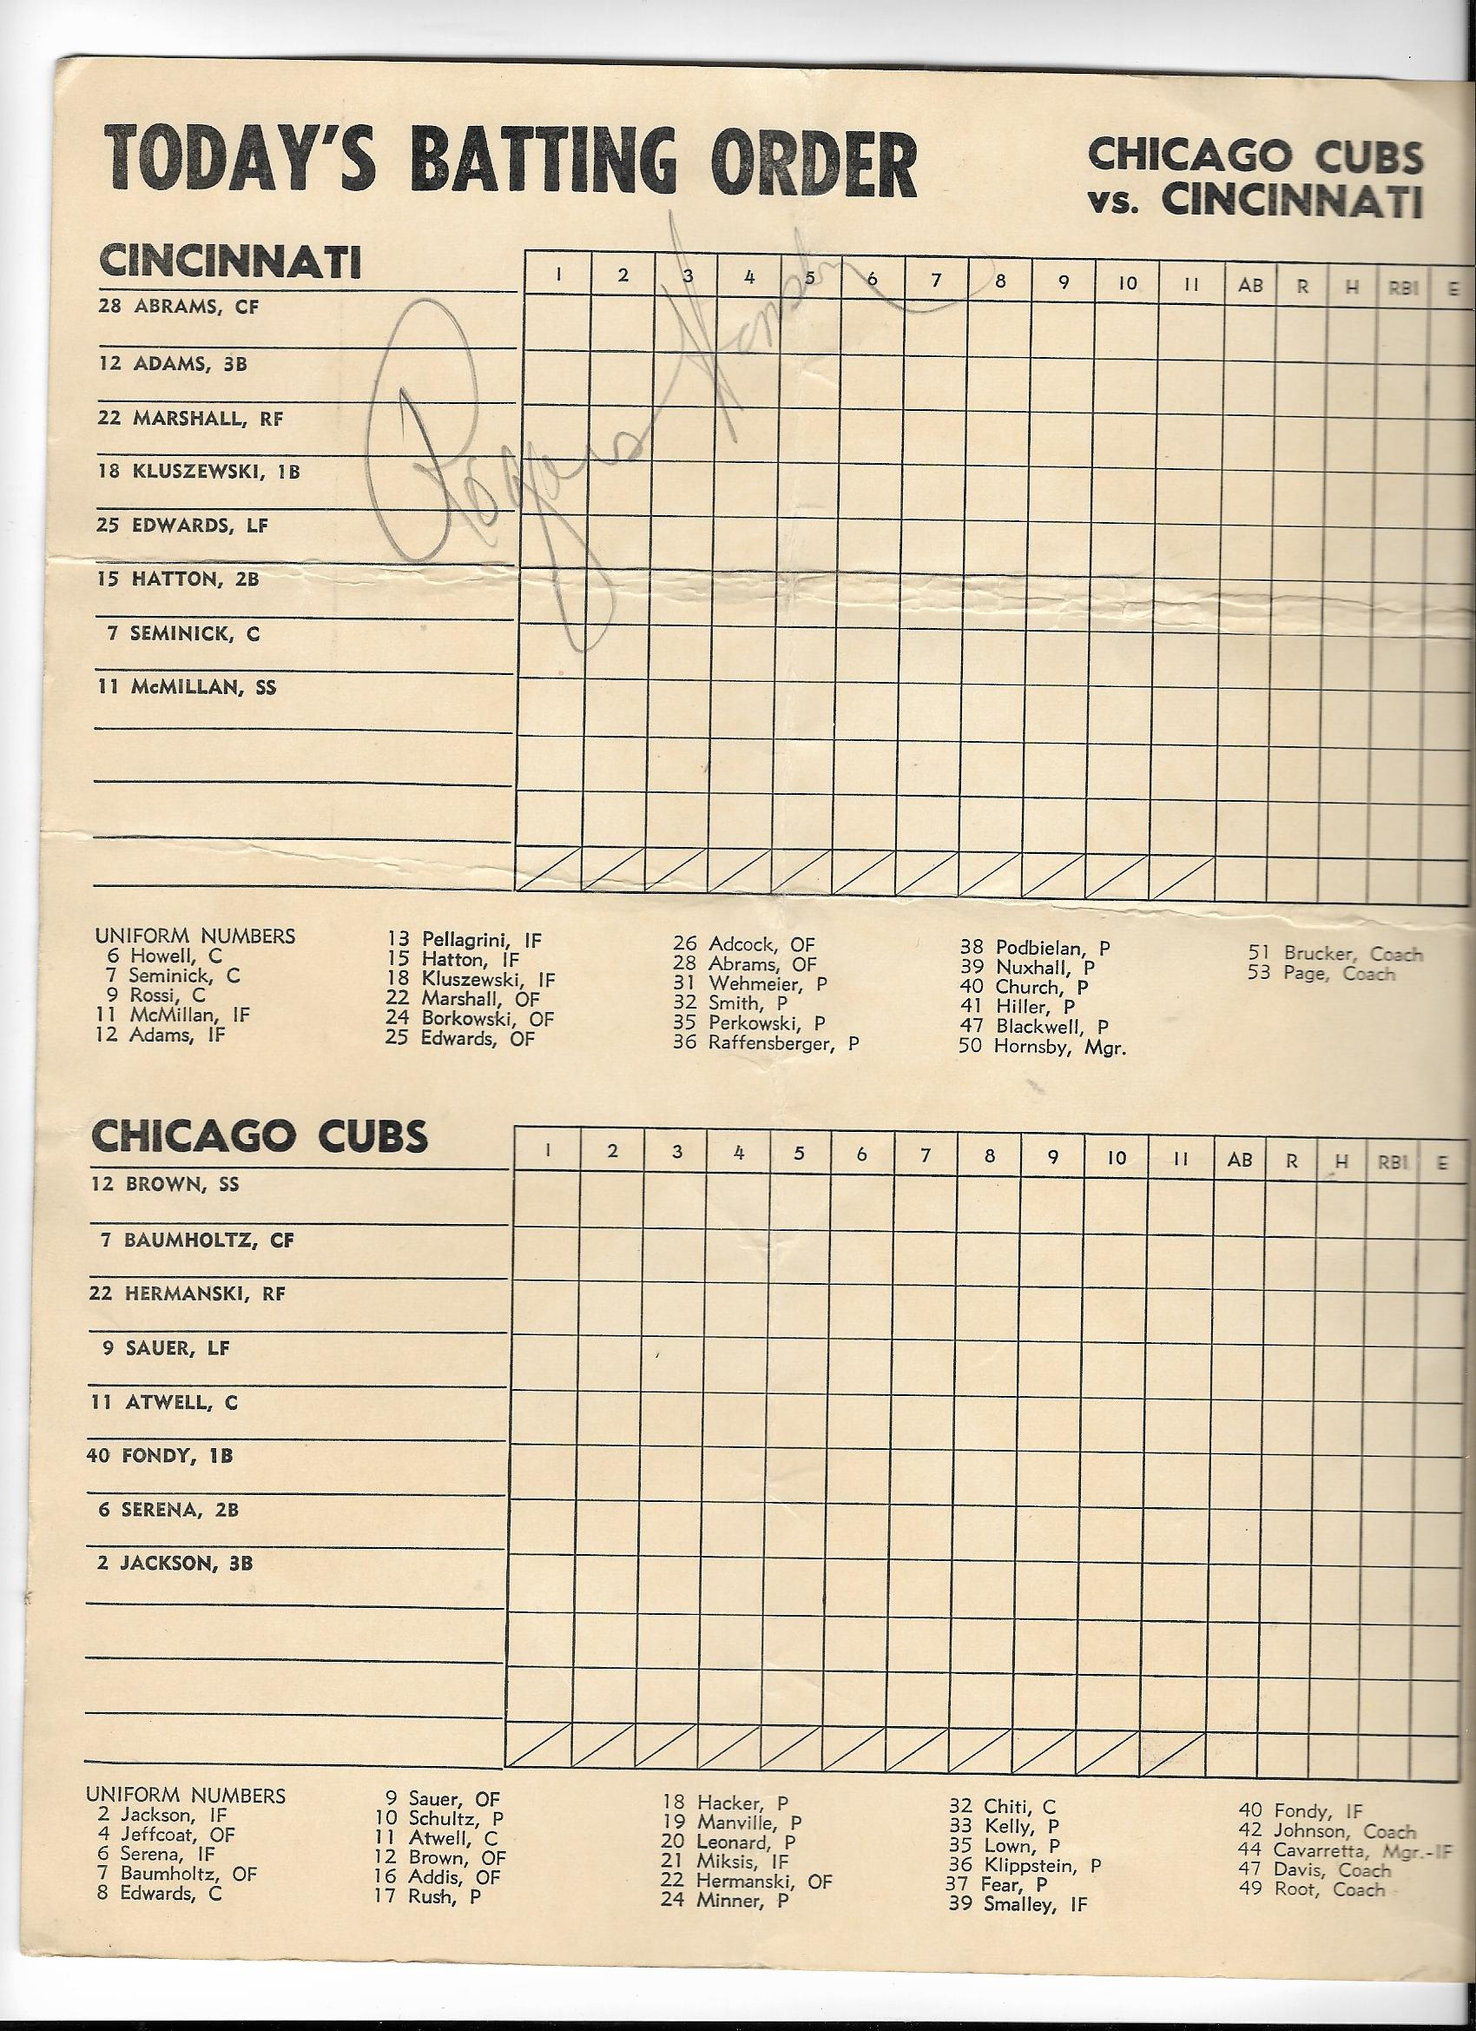 TODAY'S BATTING ORDER
CHICAGO CUBS
vs. CINCINNATI
CINCINNATI
1 2 3 4 5 6 7 8 9 10 11 AB R H RBI E
28 ABRAMS, CF
12 ADAMS, 3B
22 MARSHALL, RF
18 KLUSZEWSKI, 1B
25 EDWARDS, LF
15 HATTON, 2B
7 SEMINICK, C
11 McMILLAN, SS
Rogers Hornsby
UNIFORM NUMBERS
6 Howell, C
7 Seminick, C
9 Rossi, C
11 McMillan, IF
12 Adams, IF
13 Pellagrini, IF
15 Hatton, IF
18 Kluszewski, IF
22 Marshall, OF
24 Borkowski, OF
25 Edwards, OF
26 Adcock, OF
28 Abrams, OF
31 Wehmeier, P
32 Smith, P
35 Perkowski, P
36 Raffensberger, P
38 Podbielan, P
39 Nuxhall, P
40 Church, P
41 Hiller, P
47 Blackwell, P
50 Hornsby, Mgr.
51 Brucker, Coach
53 Page, Coach
CHICAGO CUBS
1 2 3 4 5 6 7 8 9 10 11 AB R H RBI E
12 BROWN, SS
7 BAUMHOLTZ, CF
22 HERMANSKI, RF
9 SAUER, LF
11 ATWELL, C
40 FONDY, 1B
6 SERENA, 2B
2 JACKSON, 3B
UNIFORM NUMBERS
2 Jackson, IF
4 Jeffcoat, OF
6 Serena, IF
7 Baumholtz, OF
8 Edwards, C
9 Sauer, OF
10 Schultz, P
11 Atwell, C
12 Brown, OF
16 Addis, OF
17 Rush, P
18 Hacker, P
19 Manville, P
20 Leonard, P
21 Miksis, IF
22 Hermanski, OF
24 Minner, P
32 Chiti, C
33 Kelly, P
35 Lown, P
36 Klippstein, P
37 Fear, P
39 Smalley, IF
40 Fondy, IF
42 Johnson, Coach
44 Cavarretta, Mgr.-IF
47 Davis, Coach
49 Root, Coach